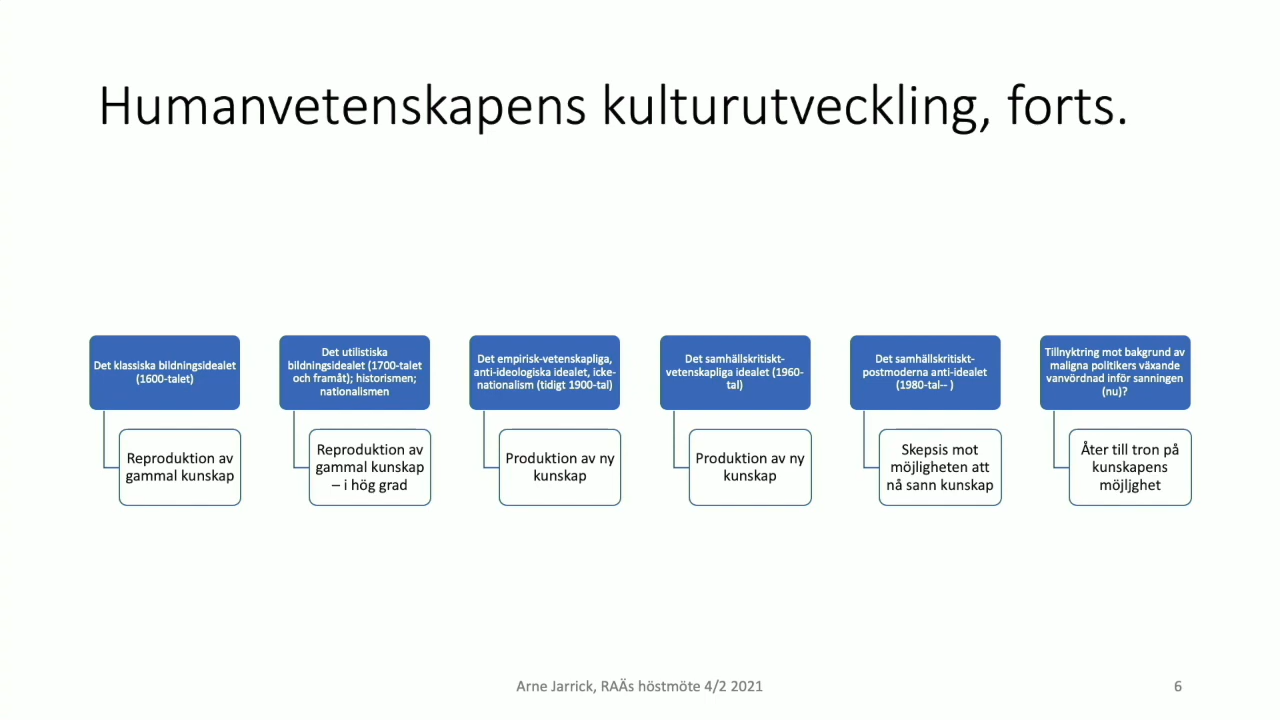 Humanvetenskapens kulturutveckling, forts.
Det klassiska bildningsidealet
(1600-talet)
Reproduktion av
gammal kunskap
Det utilistiska
bildningsidealet (1700-talet
och framåt); historismen;
nationalismen
Reproduktion av
gammal kunskap
– i hög grad
Det empirisk-vetenskapliga,
anti-ideologiska idealet, icke-
nationalism (tidigt 1900-tal)
Produktion av ny
kunskap
Det samhällskritiskt-
vetenskapliga idealet (1960-
tal)
Produktion av ny
kunskap
Det samhällskritiskt-
postmoderna anti-idealet
(1980-tal-- )
Skepsis mot
möjligheten att
nå sann kunskap
Tillnyktring mot bakgrund av
maligna politikers växande
vanvördnad inför sanningen
(nu)?
Åter till tron på
kunskapens
möjljghet
Arne Jarrick, RAÄs höstmöte 4/2 2021
6